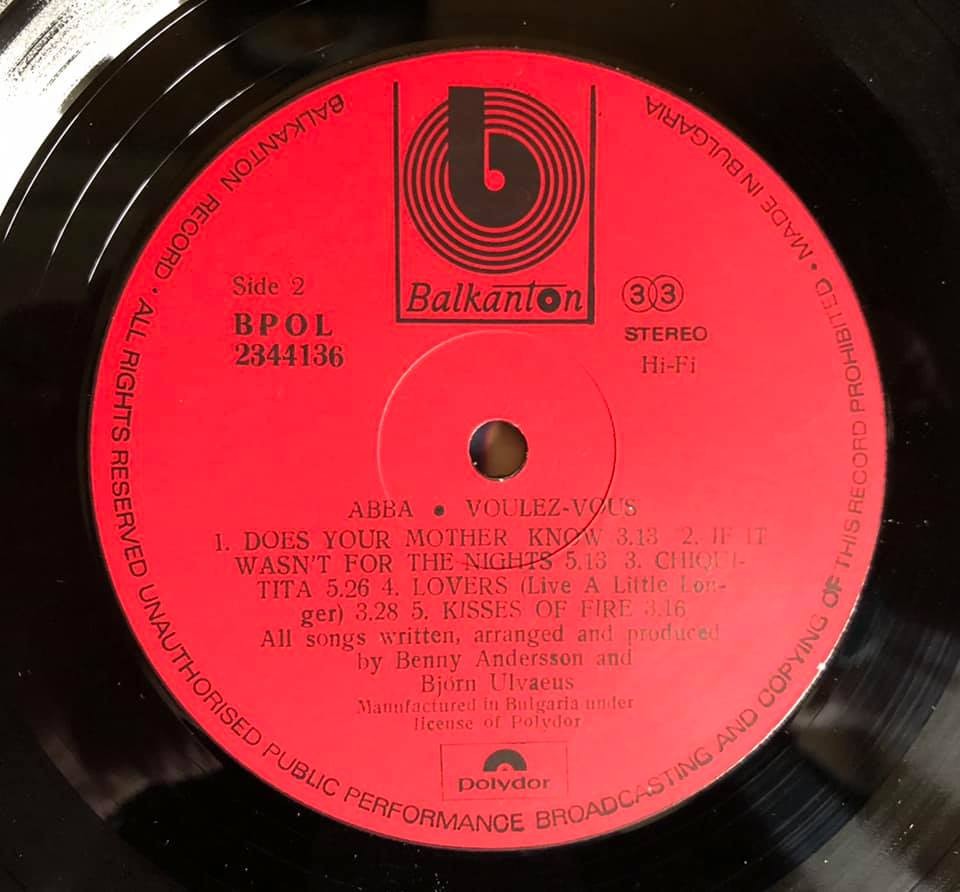 BALKANTON RECORD • ALL RIGHTS RESERVED UNAUTHORISED PUBLIC PERFORMANCE BROADCASTING AND COPYING OF THIS RECORD PROHIBITED • MADE IN BULGARIA
b
Balkanton
Side 2
BPOL
2344136
33
STEREO
Hi-Fi
ABBA • VOULEZ-VOUS
1. DOES YOUR MOTHER KNOW 3.13 2. IF IT
WASN'T FOR THE NIGHTS 5.13 3. CHIQUI-
TITA 5.26 4. LOVERS (Live A Little Lon-
ger) 3.28 5. KISSES OF FIRE 3.16
All songs written, arranged and produced
by Benny Andersson and
Björn Ulvaeus
Manufactured in Bulgaria under
license of Polydor
polydor